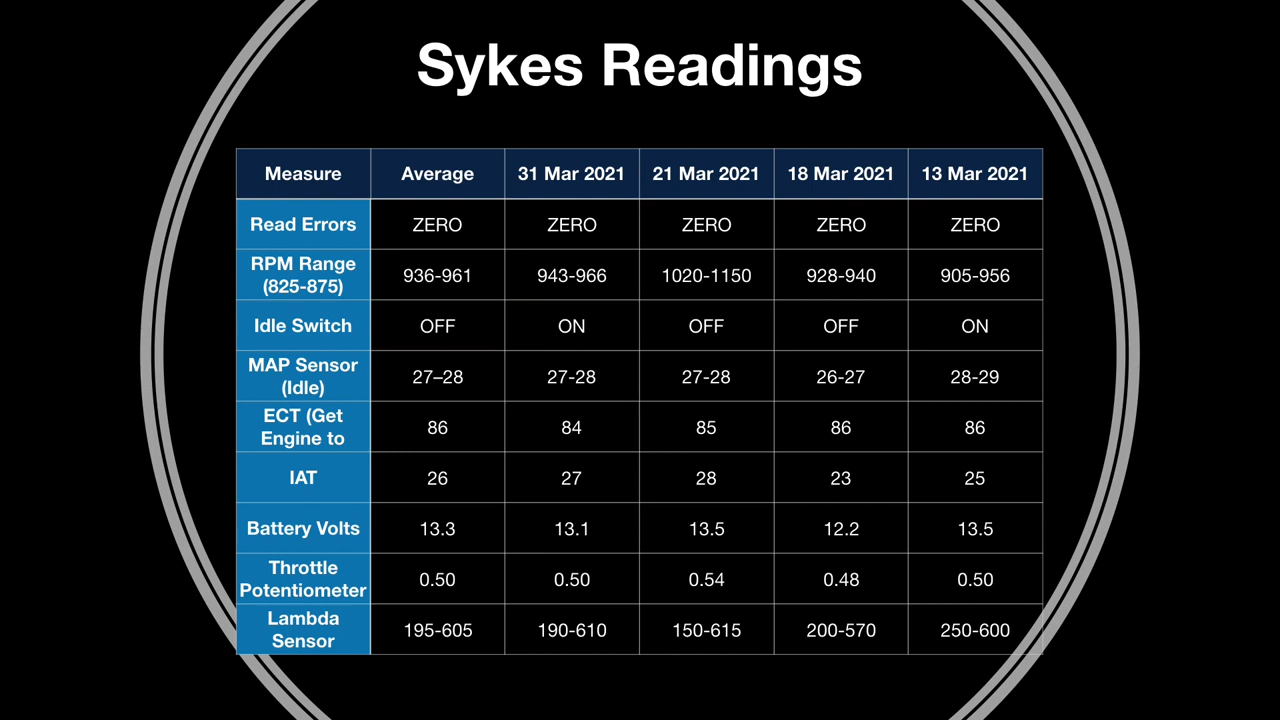 Sykes Readings
Measure Average 31 Mar 2021 21 Mar 2021 18 Mar 2021 13 Mar 2021
Read Errors ZERO ZERO ZERO ZERO ZERO
RPM Range
(825-875) 936-961 943-966 1020-1150 928-940 905-956
Idle Switch OFF ON OFF OFF ON
MAP Sensor
(Idle) 27–28 27-28 27-28 26-27 28-29
ECT (Get
Engine to 86 84 85 86 86
IAT 26 27 28 23 25
Battery Volts 13.3 13.1 13.5 12.2 13.5
Throttle
Potentiometer 0.50 0.50 0.54 0.48 0.50
Lambda
Sensor 195-605 190-610 150-615 200-570 250-600